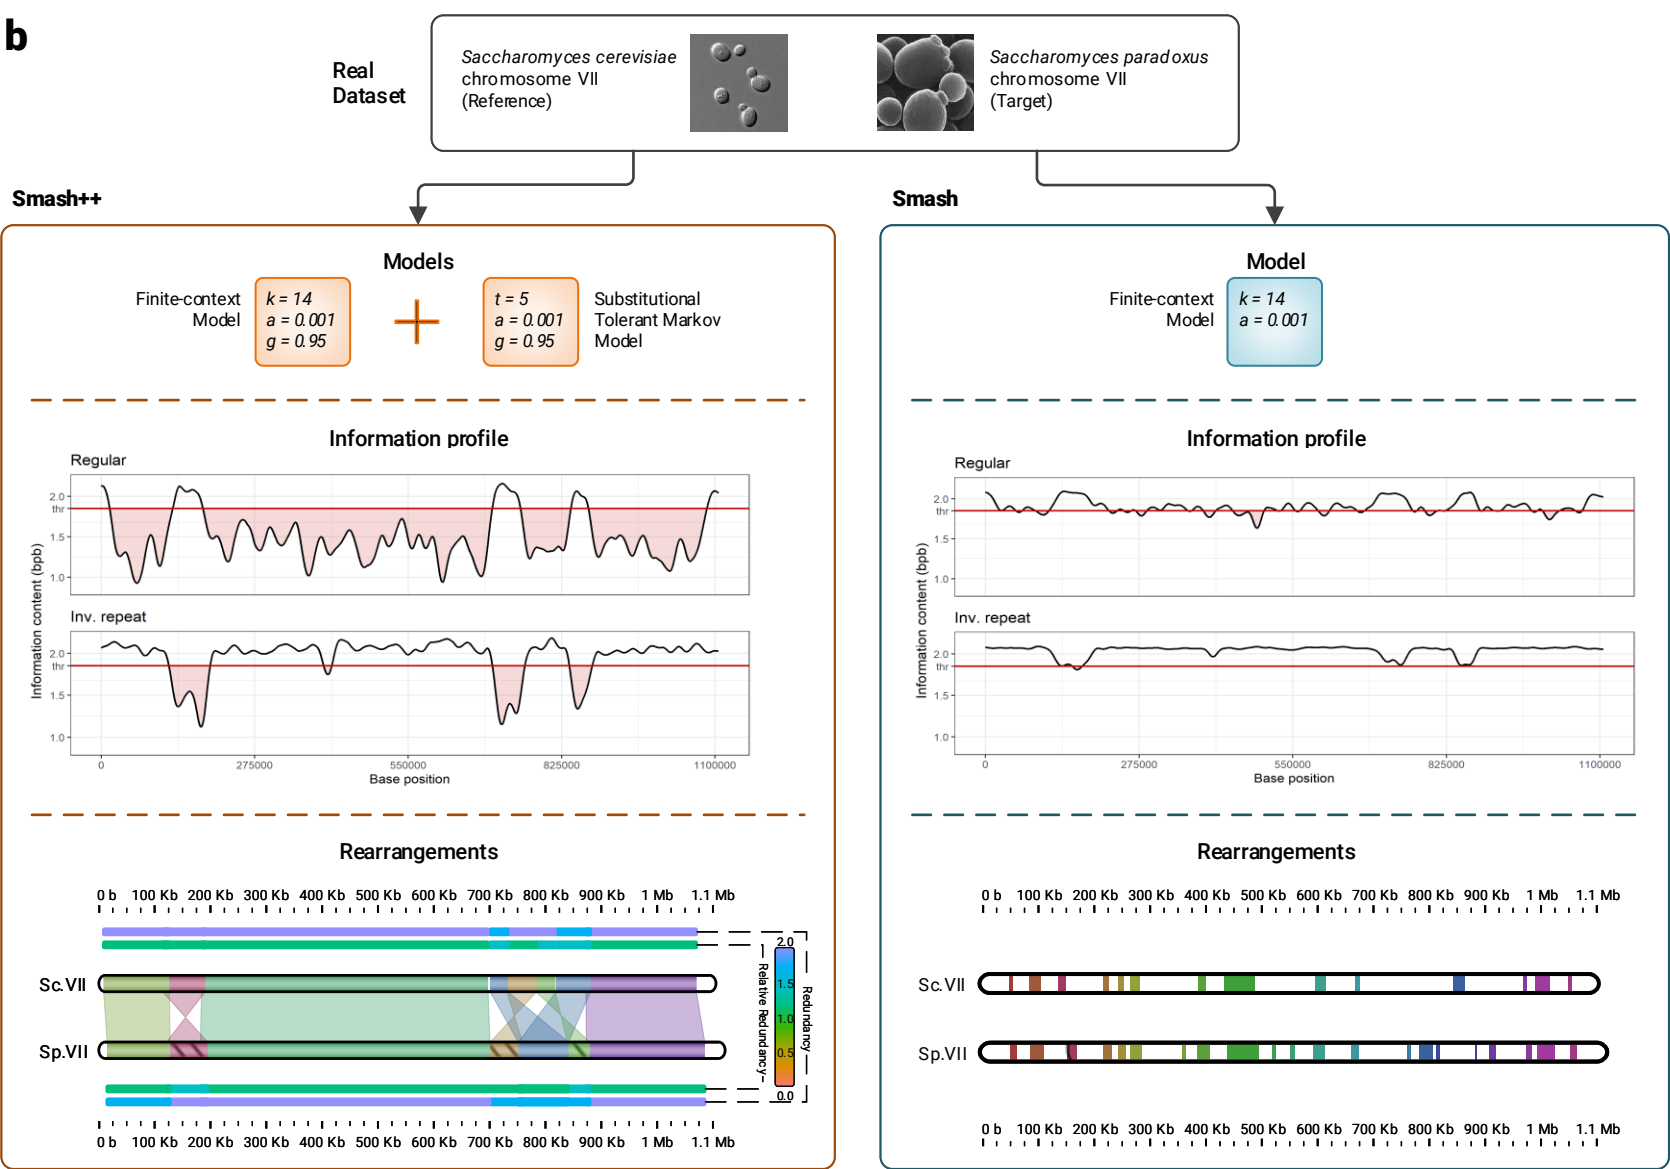 b
Real
Dataset
Saccharomyces cerevisiae
chromosome VII
(Reference)
Saccharomyces paradoxus
chromosome VII
(Target)
Smash++
Models
Finite-context
Model
k = 14
a = 0.001
g = 0.95
t = 5
a = 0.001
g = 0.95
Substitutional
Tolerant Markov
Model
Information profile
Regular
2.0
thr
1.5
1.0
Inv. repeat
2.0
thr
1.5
1.0
Information content (bpb)
0 275000 550000 825000 1100000
Base position
Rearrangements
0 b 100 Kb 200 Kb 300 Kb 400 Kb 500 Kb 600 Kb 700 Kb 800 Kb 900 Kb 1 Mb 1.1 Mb
Sc.VII
Sp.VII
2.0
1.5
1.0
0.5
0.0
Relative Redundancy
Redundancy
0 b 100 Kb 200 Kb 300 Kb 400 Kb 500 Kb 600 Kb 700 Kb 800 Kb 900 Kb 1 Mb 1.1 Mb
Smash
Model
Finite-context
Model
k = 14
a = 0.001
Information profile
Regular
2.0
thr
1.5
1.0
Inv. repeat
2.0
thr
1.5
1.0
Information content (bpb)
0 275000 550000 825000 1100000
Base position
Rearrangements
0 b 100 Kb 200 Kb 300 Kb 400 Kb 500 Kb 600 Kb 700 Kb 800 Kb 900 Kb 1 Mb 1.1 Mb
Sc.VII
Sp.VII
0 b 100 Kb 200 Kb 300 Kb 400 Kb 500 Kb 600 Kb 700 Kb 800 Kb 900 Kb 1 Mb 1.1 Mb